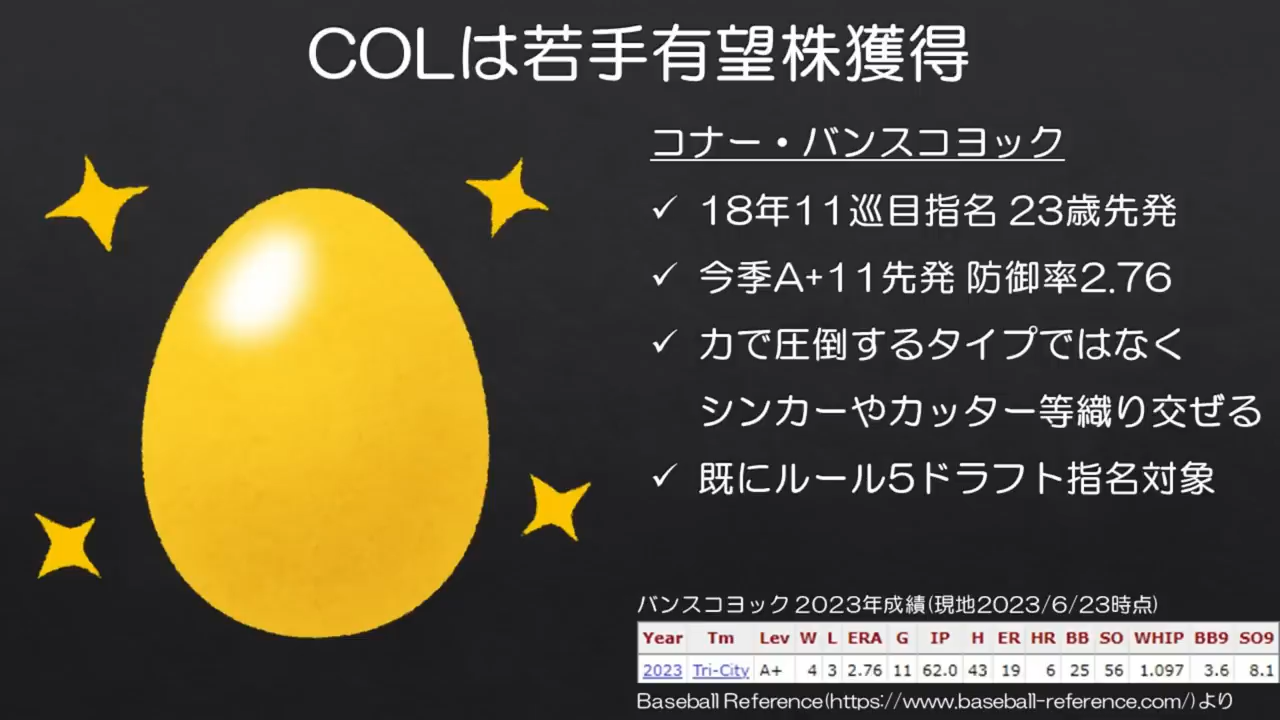 COLは若手有望株獲得
コナー・バンスコヨック
✓ 18年11巡目指名 23歳先発
✓ 今季A+11先発 防御率2.76
✓ 力で圧倒するタイプではなく
シンカーやカッター等織り交ぜる
✓ 既にルール5ドラフト指名対象
バンスコヨック 2023年成績(現地2023/6/23時点)
Year Tm Lev W L ERA G IP H ER HR BB SO WHIP BB9 SO9
2023 Tri-City A+ 4 3 2.76 11 62.0 43 19 6 25 56 1.097 3.6 8.1
Baseball Reference(https://www.baseball-reference.com/)より